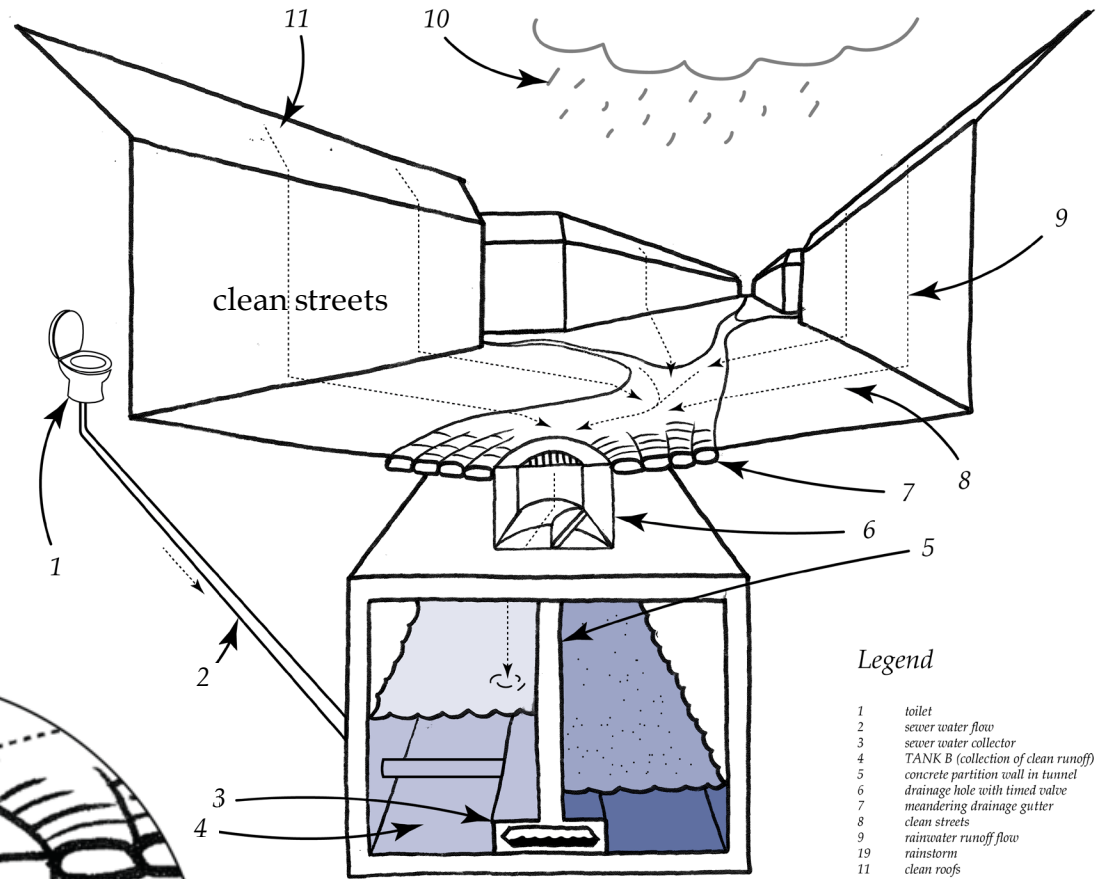 11
10
9
clean streets
1
8
7
6
5
2
3
4
Legend
1 toilet
2 sewer water flow
3 sewer water collector
4 TANK B (collection of clean runoff)
5 concrete partition wall in tunnel
6 drainage hole with timed valve
7 meandering drainage gutter
8 clean streets
9 rainwater runoff flow
19 rainstorm
11 clean roofs